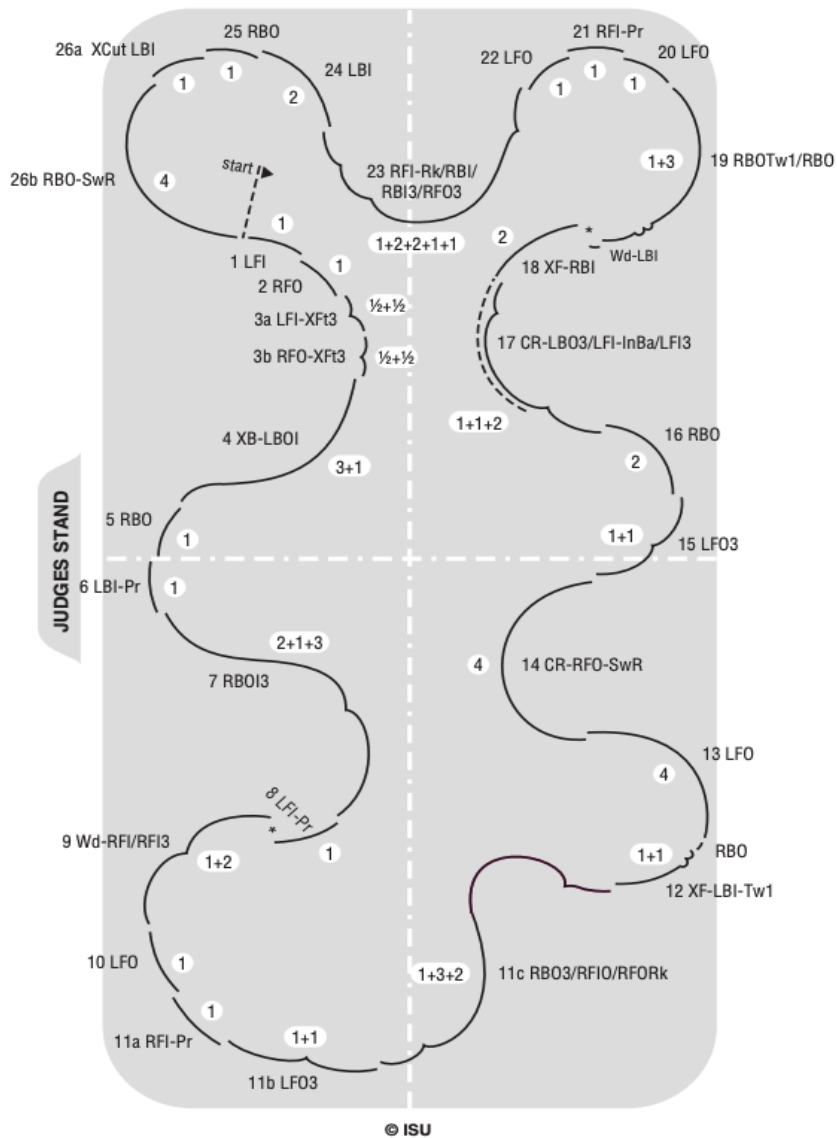 25 RBO
21 RFI-Pr
26a XCut LBI
22 LFO
20 LFO
24 LBI
1
1
2
1
1
1
start
23 RFI-Rk/RBI/
RBI3/RFO3
1+3
19 RBOTw1/RBO
26b RBO-SwR
4
1
1+2+2+1+1
2
*
Wd-LBI
1 LFI
1
18 XF-RBI
2 RFO
3a LFI-XFt3
½+½
17 CR-LBO3/LFI-InBa/LFI3
3b RFO-XFt3
½+½
1+1+2
4 XB-LBOI
3+1
16 RBO
2
5 RBO
1
1+1
15 LFO3
JUDGES STAND
6 LBI-Pr
1
2+1+3
7 RBOI3
4
14 CR-RFO-SwR
13 LFO
4
8 LFI-Pr
*
9 Wd-RFI/RFI3
1+2
1
1+1
RBO
12 XF-LBI-Tw1
10 LFO
1
1+3+2
11c RBO3/RFIO/RFORk
1
11a RFI-Pr
1+1
11b LFO3
© ISU